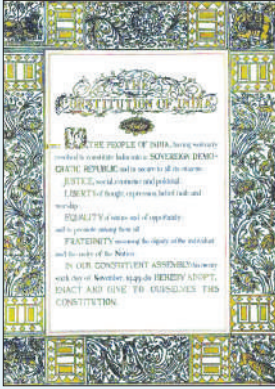 THE
CONSTITUTION OF INDIA
WE, THE PEOPLE OF INDIA, having solemnly
resolved to constitute India into a SOVEREIGN DEMO-
CRATIC REPUBLIC and to secure to all its citizens:
JUSTICE, social, economic and political;
LIBERTY of thought, expression, belief, faith and
worship;
EQUALITY of status and of opportunity;
and to promote among them all
FRATERNITY assuring the dignity of the individual
and the unity of the Nation;
IN OUR CONSTITUENT ASSEMBLY this twenty-
sixth day of November, 1949, do HEREBY ADOPT,
ENACT AND GIVE TO OURSELVES THIS
CONSTITUTION.